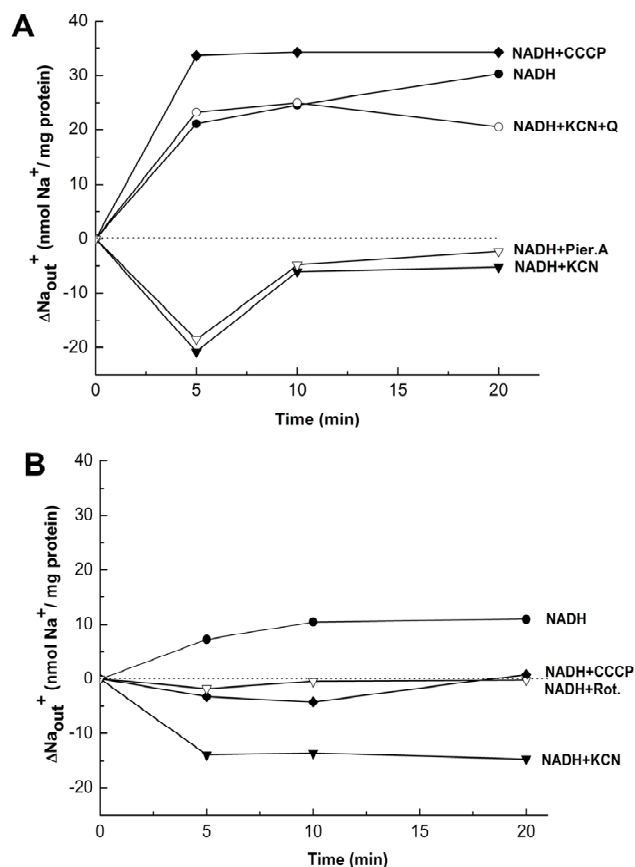 A
40
30
20
10
0
-10
-20
ΔNa out + (nmol Na+/ mg protein)
NADH+CCCP
NADH
NADH+KCN+Q
NADH+Pier.A
NADH+KCN
0 5 10 15 20
Time (min)
B
40
30
20
10
0
-10
-20
ΔNa out + (nmol Na+/ mg protein)
NADH
NADH+CCCP
NADH+Rot.
NADH+KCN
0 5 10 15 20
Time (min)